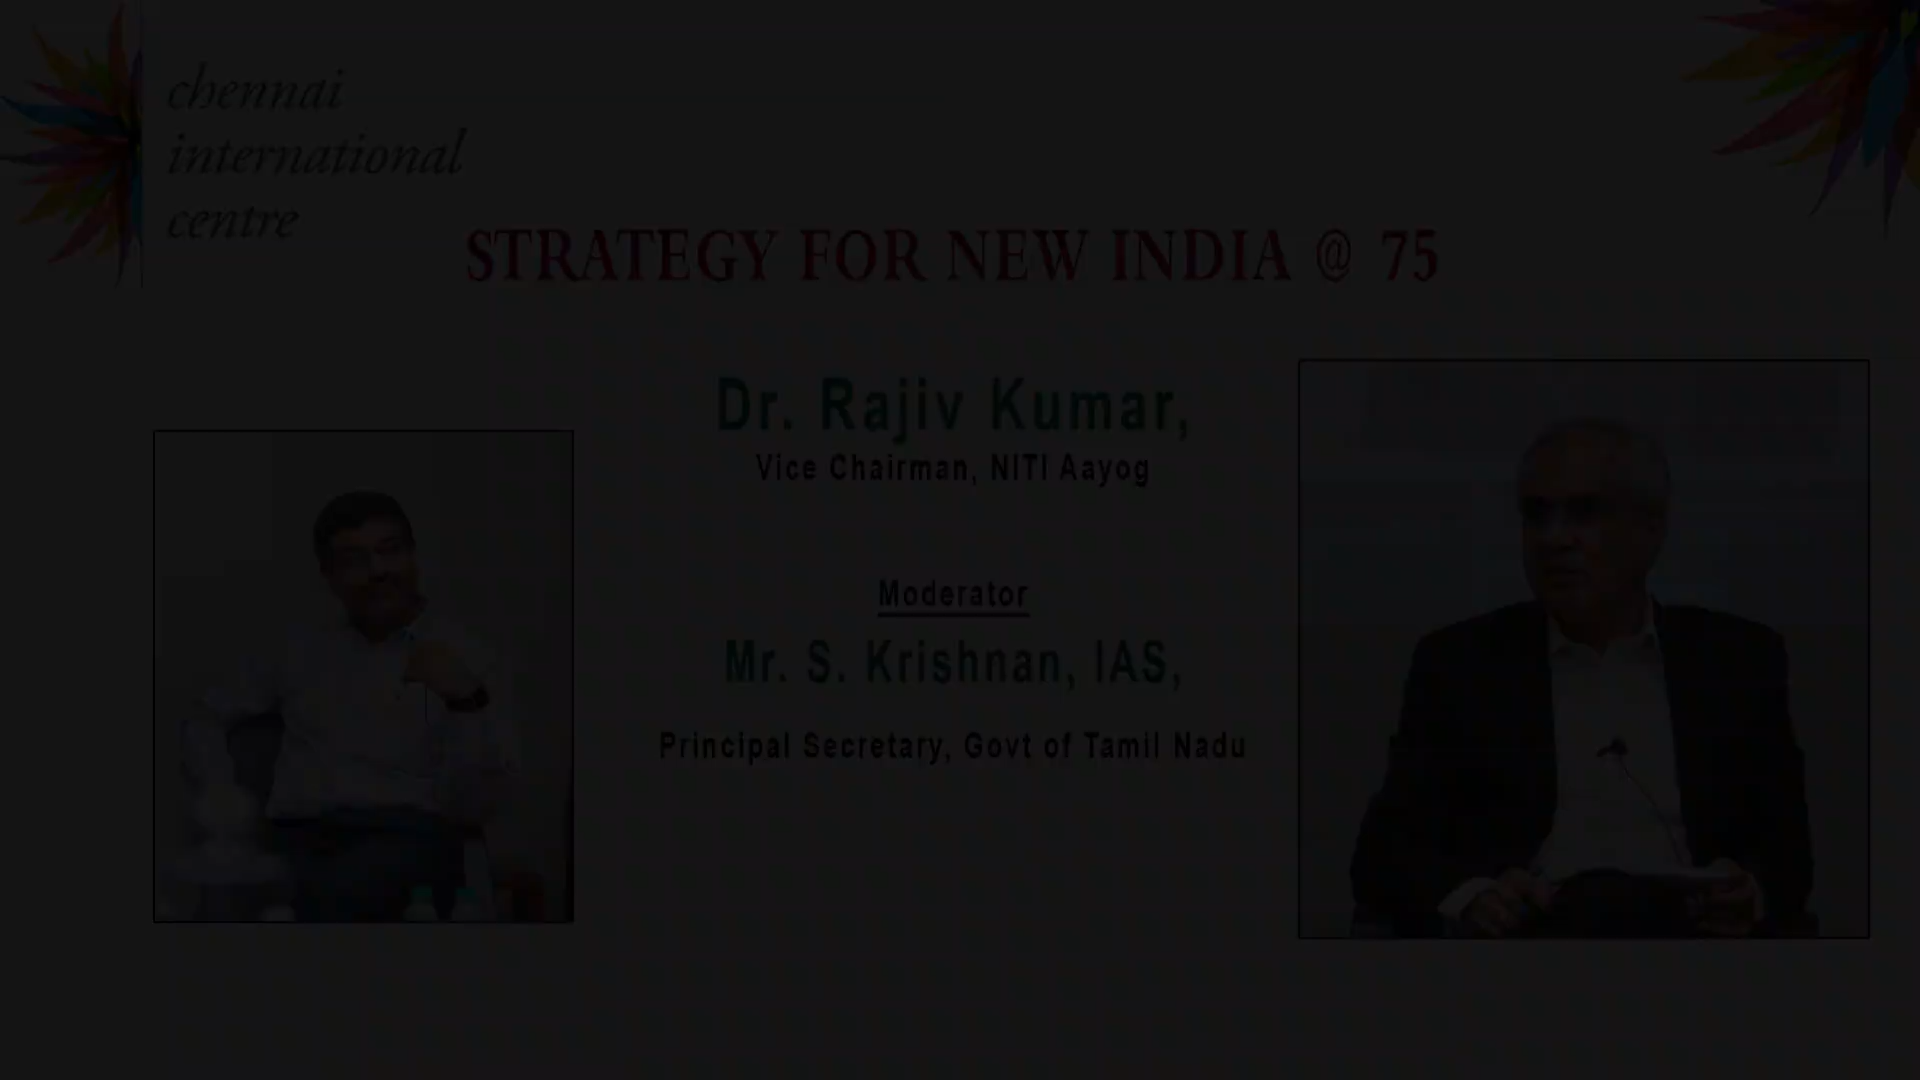 chennai
international
centre
STRATEGY FOR NEW INDIA @ 75
Dr. Rajiv Kumar,
Vice Chairman, NITI Aayog
Moderator
Mr. S. Krishnan, IAS,
Principal Secretary, Govt of Tamil Nadu